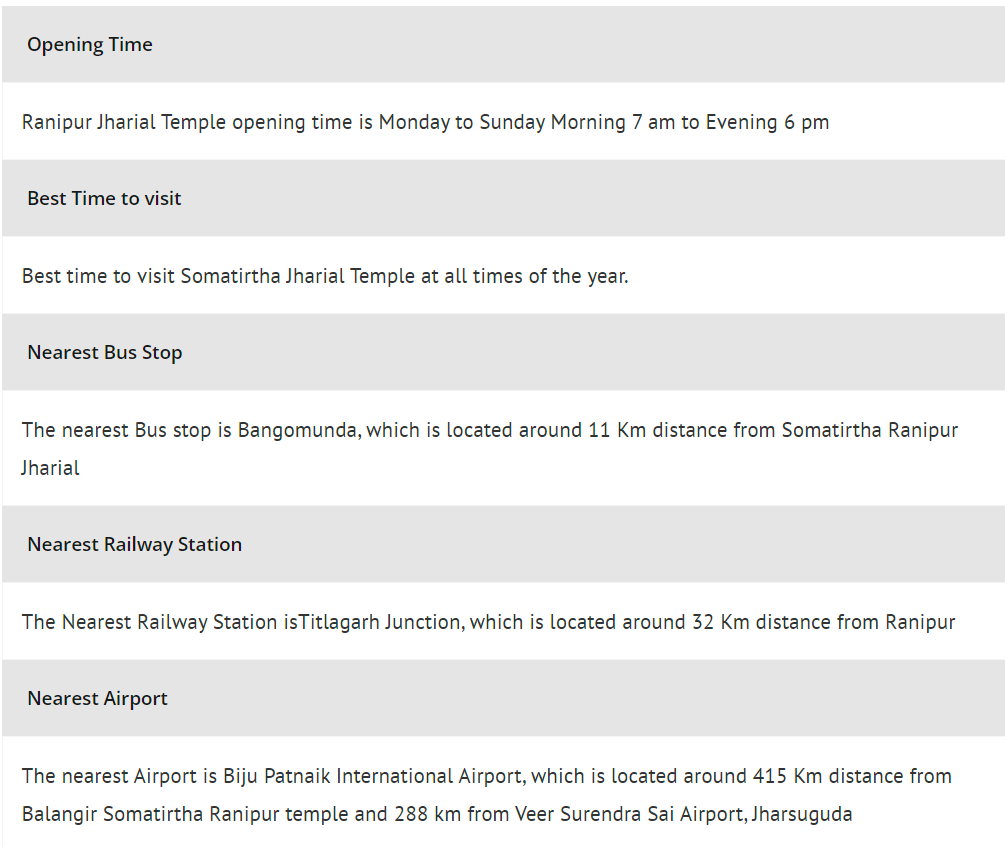 Opening Time
Ranipur Jharial Temple opening time is Monday to Sunday Morning 7 am to Evening 6 pm
Best Time to visit
Best time to visit Somatirtha Jharial Temple at all times of the year.
Nearest Bus Stop
The nearest Bus stop is Bangomunda, which is located around 11 Km distance from Somatirtha Ranipur
Jharial
Nearest Railway Station
The Nearest Railway Station isTitlagarh Junction, which is located around 32 Km distance from Ranipur
Nearest Airport
The nearest Airport is Biju Patnaik International Airport, which is located around 415 Km distance from
Balangir Somatirtha Ranipur temple and 288 km from Veer Surendra Sai Airport, Jharsuguda